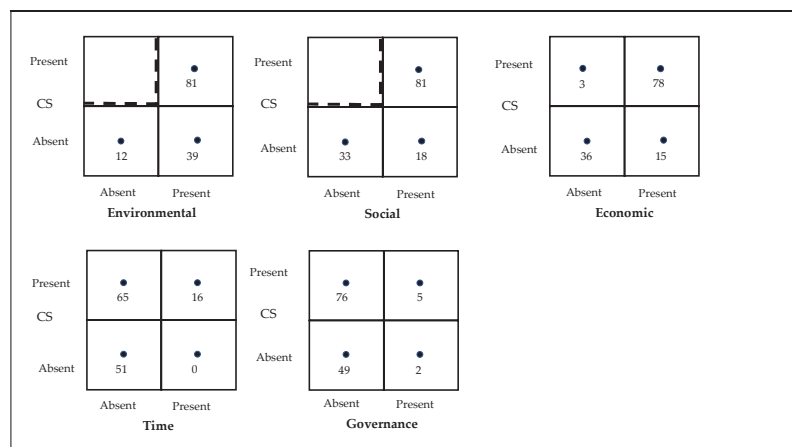 Present
CS
Absent
81
12
39
Absent Present
Environmental
Present
CS
Absent
81
33
18
Absent Present
Social
Present
CS
Absent
3
78
36
15
Absent Present
Economic
Present
CS
Absent
65
16
51
0
Absent Present
Time
Present
CS
Absent
76
5
49
2
Absent Present
Governance